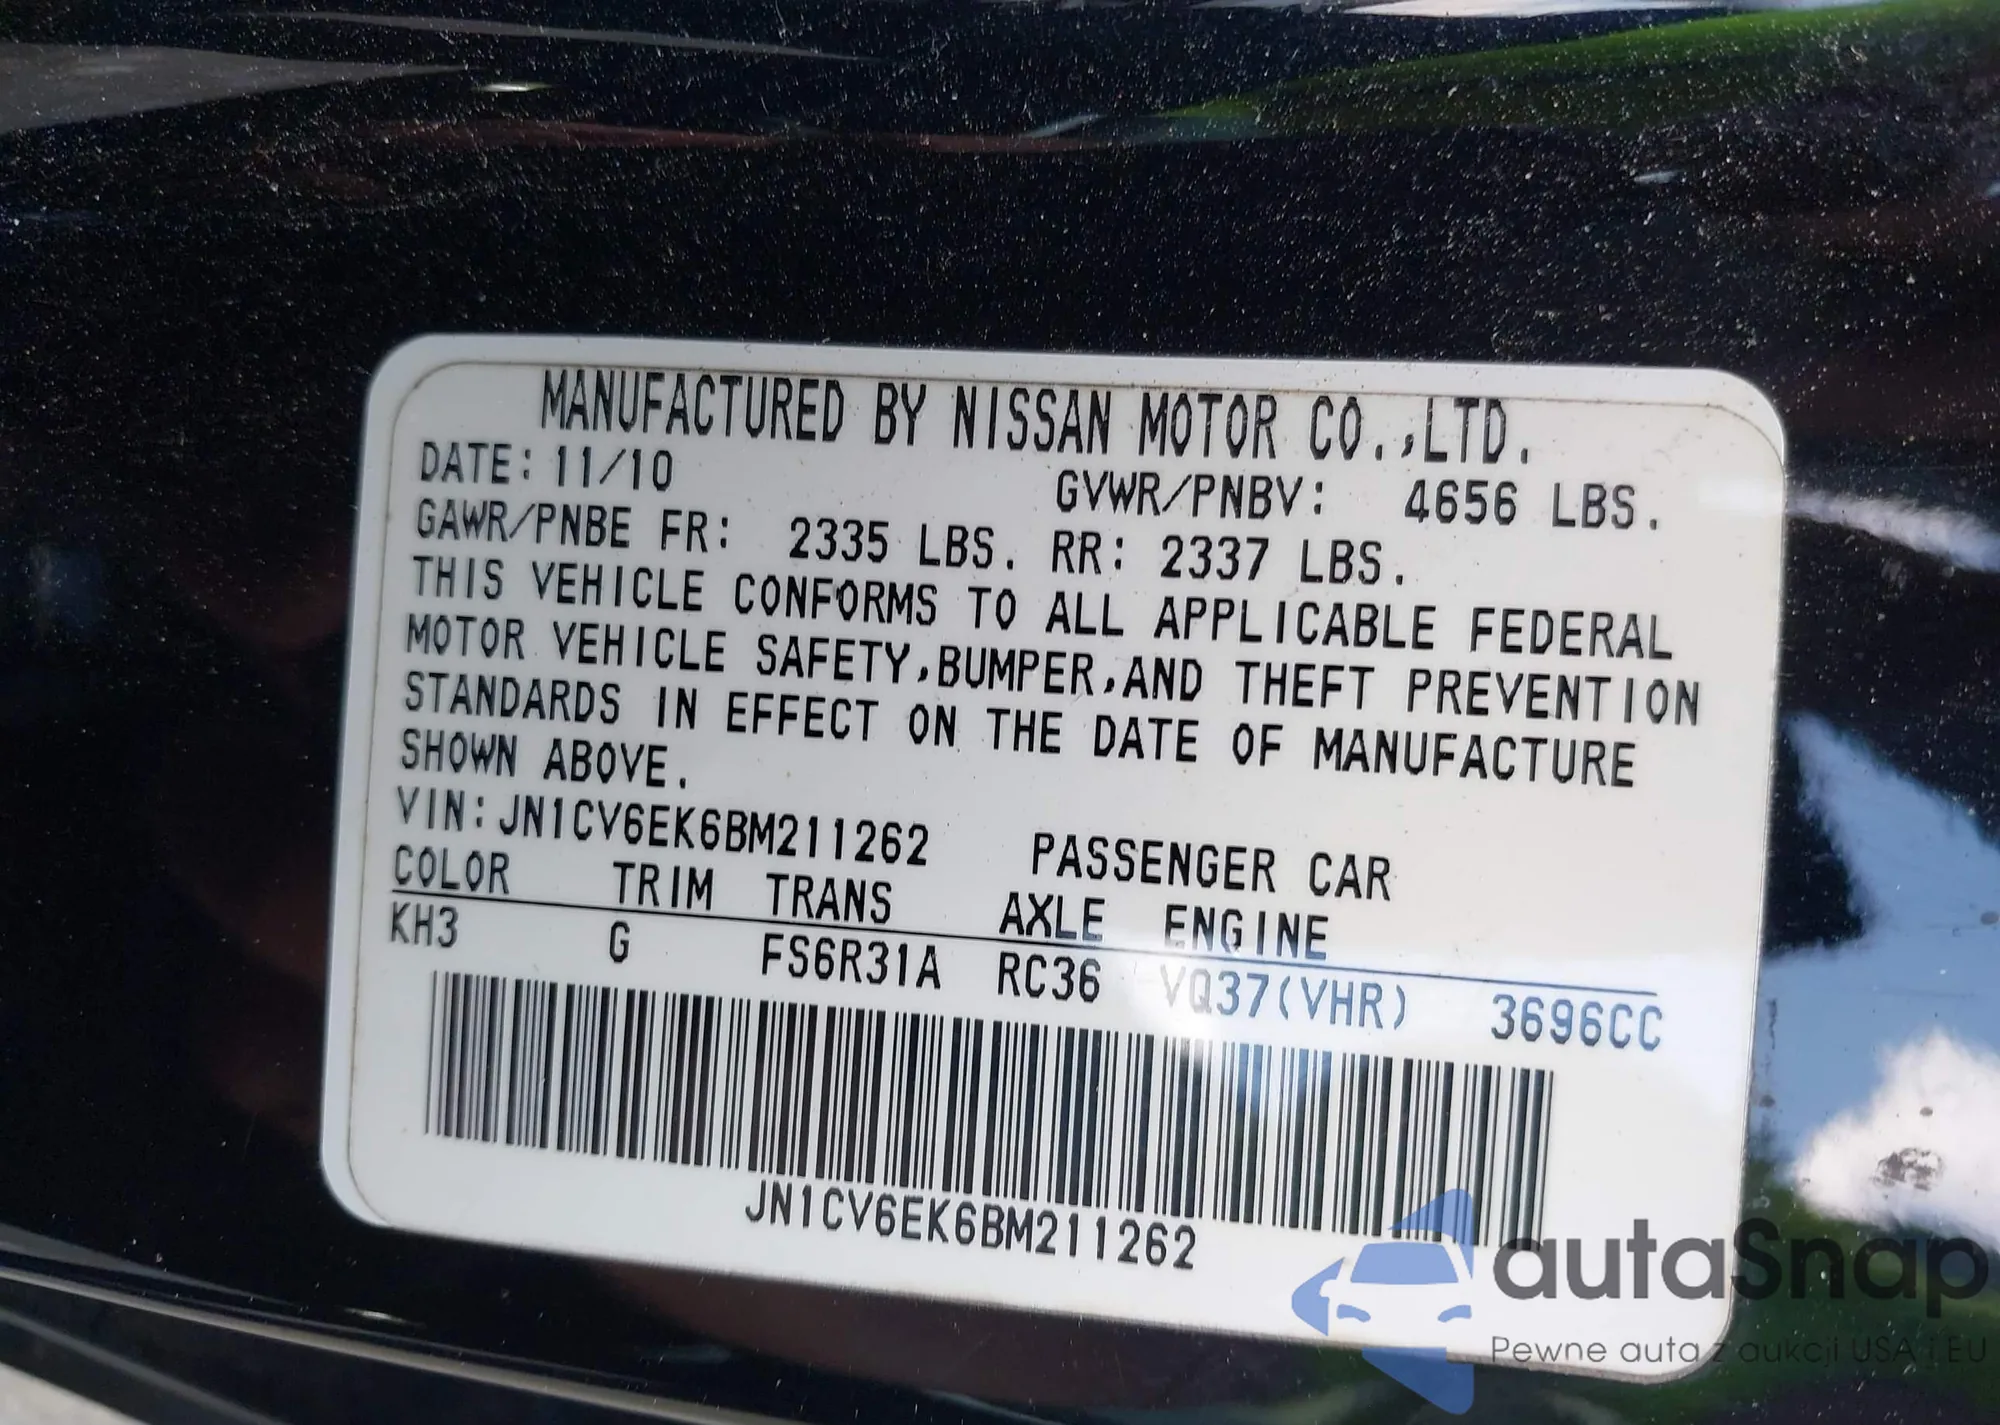 MANUFACTURED BY NISSAN MOTOR CO.,LTD.
DATE: 11/10 GVWR/PNBV: 4656 LBS.
GAWR/PNBE FR: 2335 LBS. RR: 2337 LBS.
THIS VEHICLE CONFORMS TO ALL APPLICABLE FEDERAL
MOTOR VEHICLE SAFETY,BUMPER,AND THEFT PREVENTION
STANDARDS IN EFFECT ON THE DATE OF MANUFACTURE
SHOWN ABOVE.
VIN:JN1CV6EK6BM211262 PASSENGER CAR
COLOR TRIM TRANS AXLE ENGINE
KH3 G FS6R31A RC36 VQ37(VHR) 3696CC
JN1CV6EK6BM211262
autaSnap
Pewne auta z aukcji USA i EU